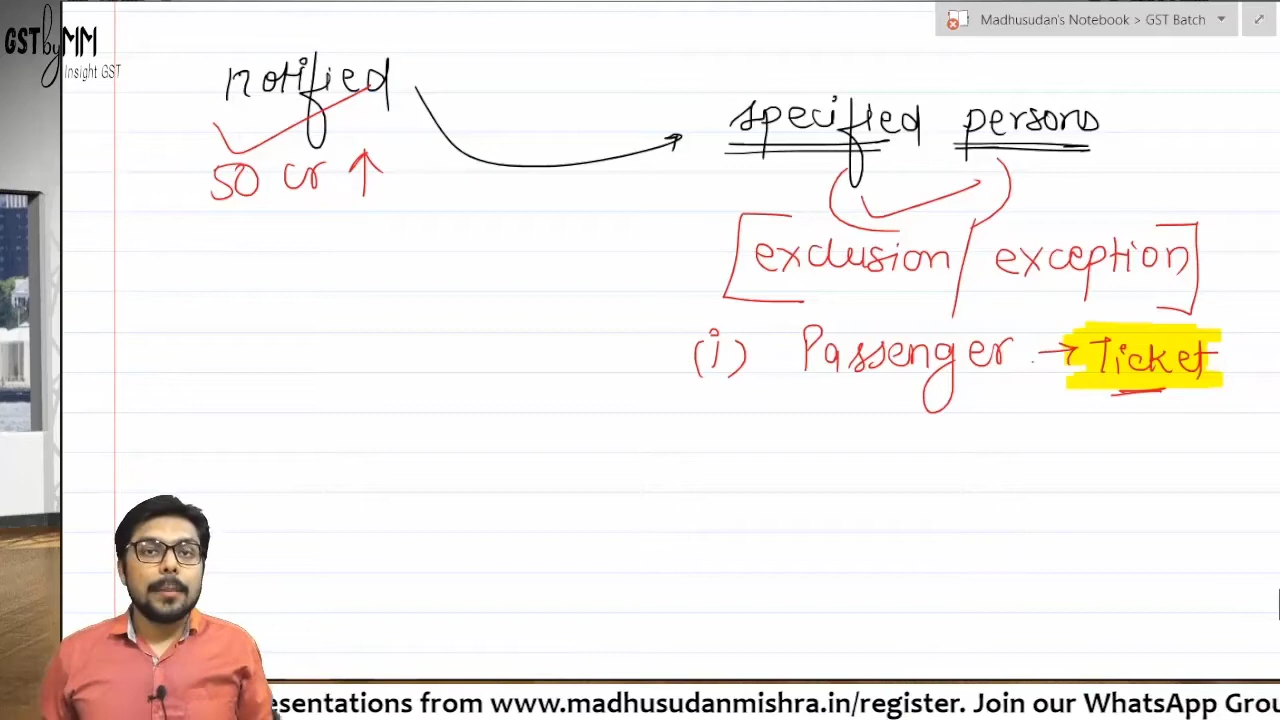 GST by MM
Insight GST
Madhusudan's Notebook > GST Batch
notified
50 cr ↑
specified persons
[exclusion / exception]
(i) Passenger → Ticket
esentations from www.madhusudanmishra.in/register. Join our WhatsApp Grou